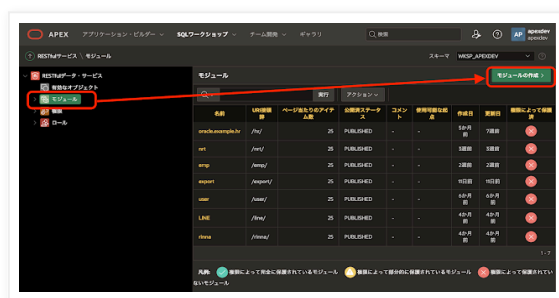 APEX アプリケーション・ビルダー SQLワークショップ チーム開発 ギャラリ 検索 AP apexdev
apexdev
RESTfulサービス \ モジュール スキーマ WKSP_APEXDEV
RESTfulデータ・サービス
有効なオブジェクト
モジュール
権限
ロール
モジュール モジュールの作成
実行 アクション
名前 URI接頭辞 ページ当たりのアイテム数 公開済ステータス コメント 使用可能な起点 作成日 更新日 権限によって保護済
oracle.example.hr /hr/ 25 PUBLISHED - - 5か月前 7週前
ort /nrt/ 25 PUBLISHED - - 3週前 3週前
emp /emp/ 25 PUBLISHED - - 2週前 2週前
export /export/ 25 PUBLISHED - - 11日前 11日前
user /user/ 25 PUBLISHED - - 6か月前 6か月前
LINE /line/ 25 PUBLISHED - - 4か月前 4か月前
rinna /rinna/ 25 PUBLISHED - - 4か月前 4か月前
1 - 7
凡例: 権限によって完全に保護されているモジュール 権限によって部分的に保護されているモジュール 権限によって保護されてい
ないモジュール